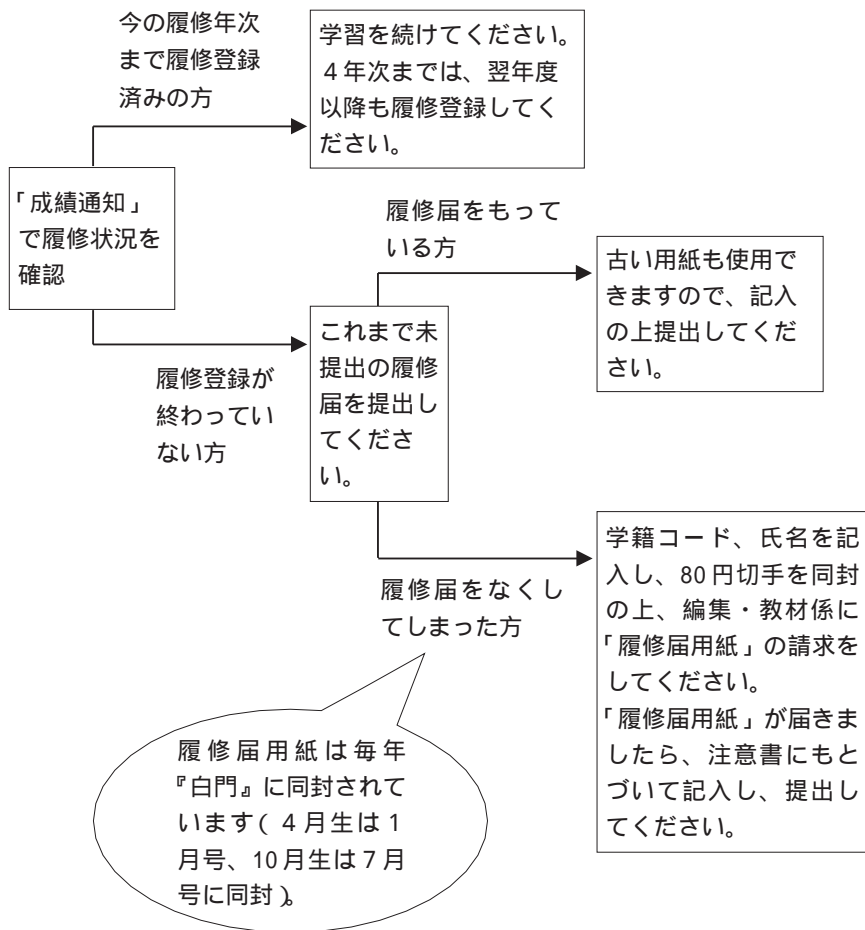 今の履修年次
まで履修登録
済みの方
学習を続けてください。
４年次までは、翌年度
以降も履修登録してく
ださい。
「成績通知」
で履修状況を
確認
履修届をもって
いる方
古い用紙も使用で
きますので、記入
の上提出してくだ
さい。
これまで未
提出の履修
届を提出し
てくださ
い。
履修登録が
終わってい
ない方
学籍コード、氏名を記
入し、80円切手を同封
の上、編集・教材係に
「履修届用紙」の請求を
してください。
「履修届用紙」が届きま
したら、注意書にもと
づいて記入し、提出し
てください。
履修届をなくし
てしまった方
履修届用紙は毎年
『白門』に同封されて
います（４月生は１
月号、10月生は７月
号に同封）。